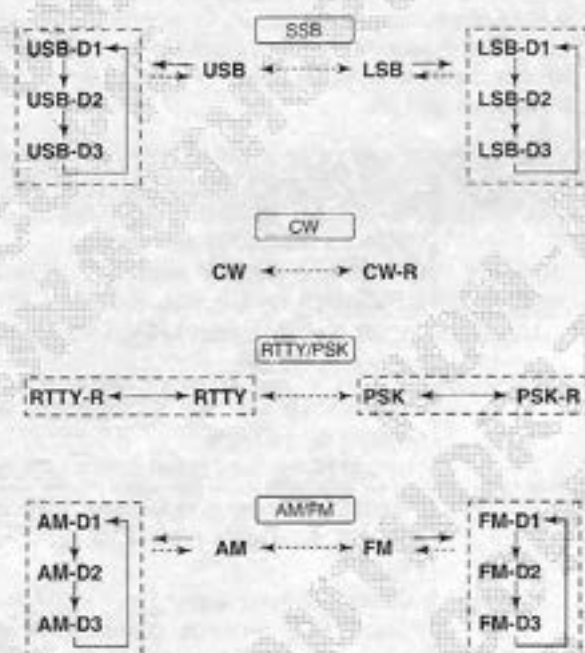 SSB
USB-D1 LSB-D1
USB LSB
USB-D2 LSB-D2
USB-D3 LSB-D3
CW
CW CW-R
RTTY/PSK
RTTY-R RTTY PSK PSK-R
AM/FM
AM-D1 FM-D1
AM FM
AM-D2 FM-D2
AM-D3 FM-D3